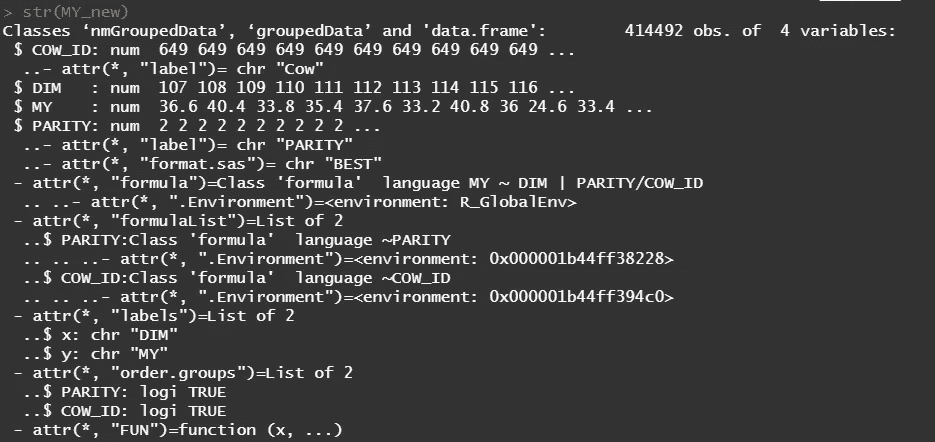 > str(MY_new)
Classes ‘nmGroupedData’, ‘groupedData’ and 'data.frame':	414492 obs. of  4 variables:
 $ COW_ID: num  649 649 649 649 649 649 649 649 649 649 ...
  ..- attr(*, "label")= chr "Cow"
 $ DIM   : num  107 108 109 110 111 112 113 114 115 116 ...
 $ MY    : num  36.6 40.4 33.8 35.4 37.6 33.2 40.8 36 24.6 33.4 ...
 $ PARITY: num  2 2 2 2 2 2 2 2 2 2 ...
  ..- attr(*, "label")= chr "PARITY"
  ..- attr(*, "format.sas")= chr "BEST"
 - attr(*, "formula")=Class 'formula'  language MY ~ DIM | PARITY/COW_ID
  .. ..- attr(*, ".Environment")=<environment: R_GlobalEnv>
 - attr(*, "formulaList")=List of 2
  ..$ PARITY:Class 'formula'  language ~PARITY
  .. .. ..- attr(*, ".Environment")=<environment: 0x000001b44ff38228>
  ..$ COW_ID:Class 'formula'  language ~COW_ID
  .. .. ..- attr(*, ".Environment")=<environment: 0x000001b44ff394c0>
 - attr(*, "labels")=List of 2
  ..$ x: chr "DIM"
  ..$ y: chr "MY"
 - attr(*, "order.groups")=List of 2
  ..$ PARITY: logi TRUE
  ..$ COW_ID: logi TRUE
 - attr(*, "FUN")=function (x, ...)